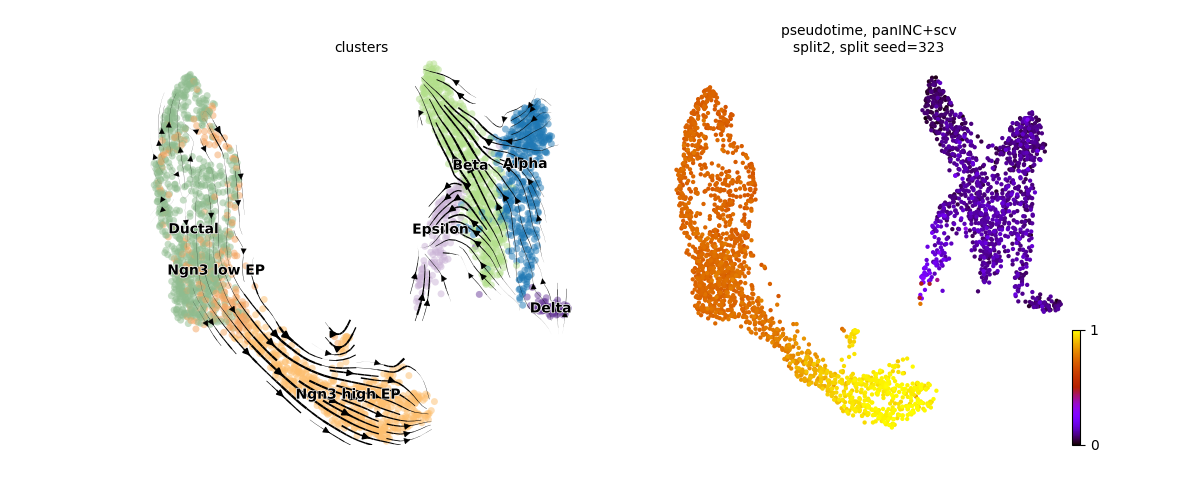 clusters
Ductal
Ngn3 low EP
Ngn3 high EP
Beta
Alpha
Epsilon
Delta
pseudotime, panINC+scv
split2, split seed=323
1
0